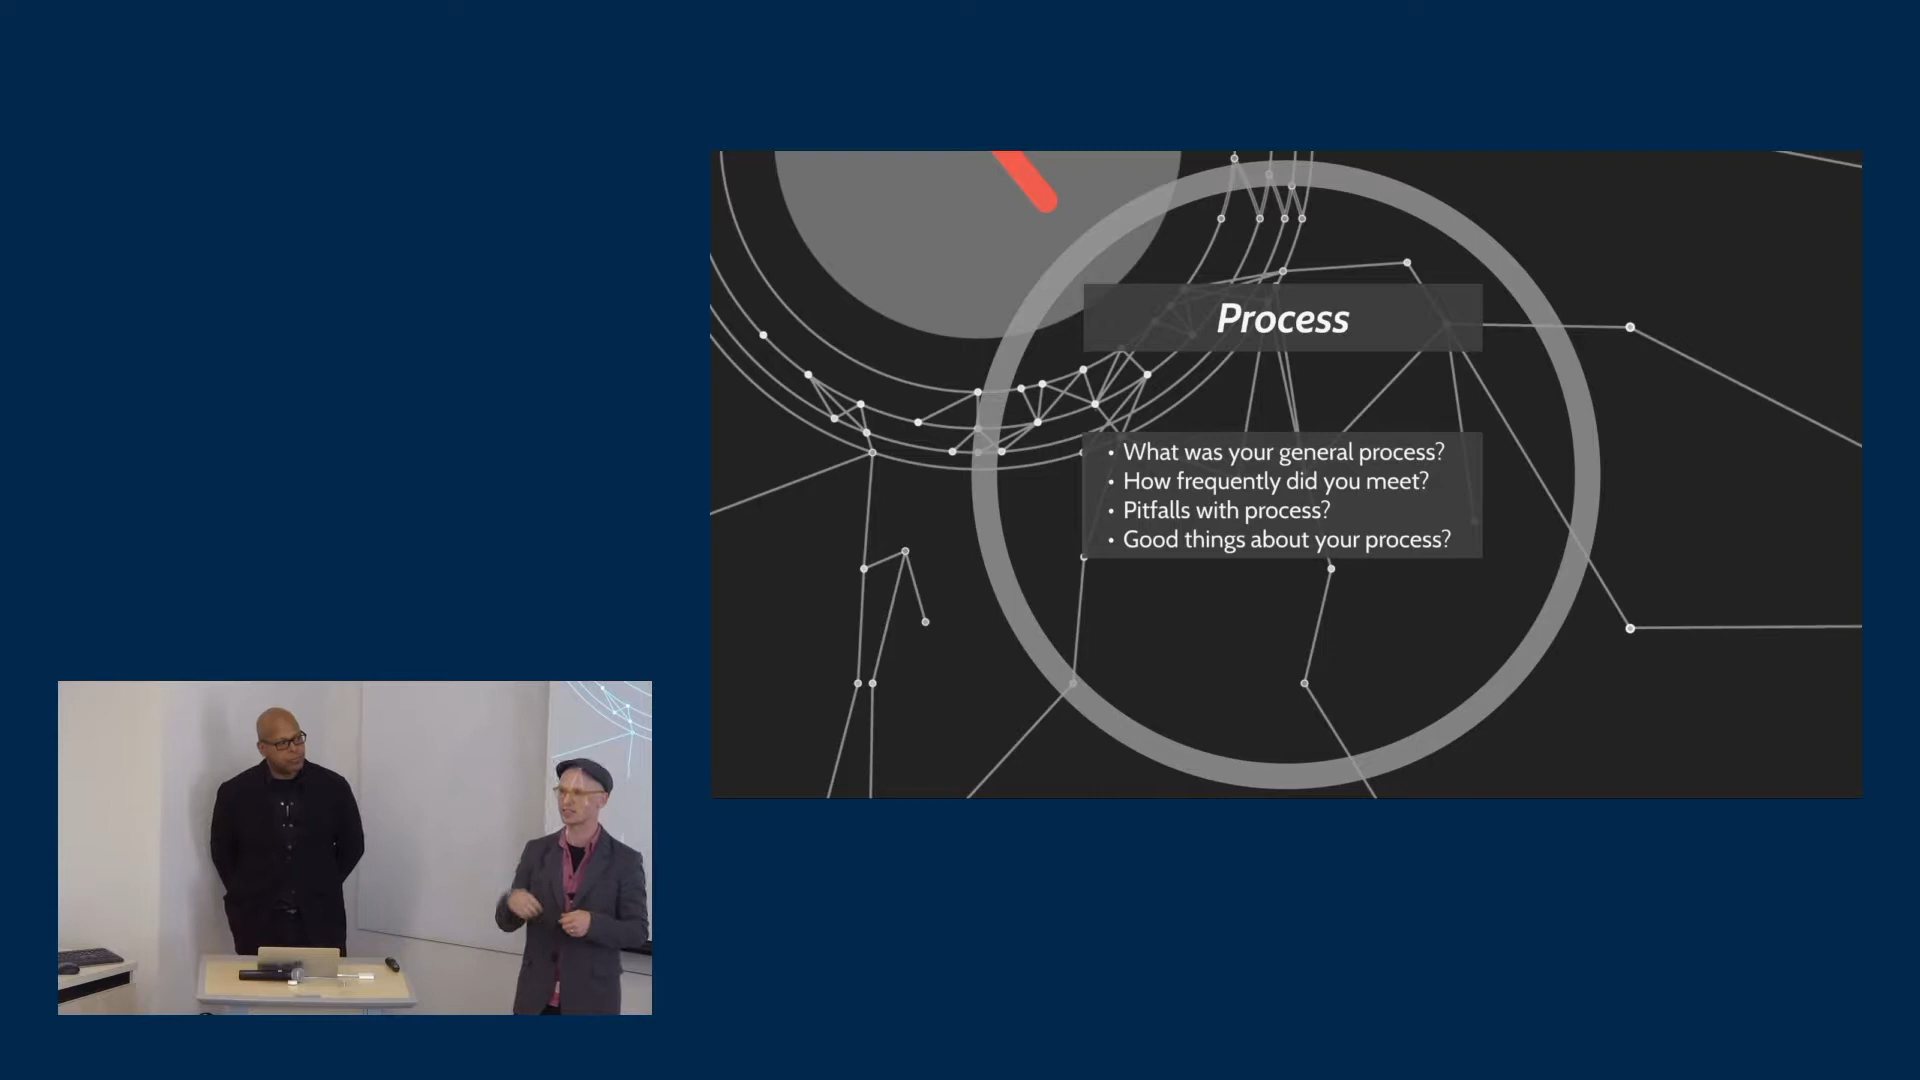 Process
• What was your general process?
• How frequently did you meet?
• Pitfalls with process?
• Good things about your process?